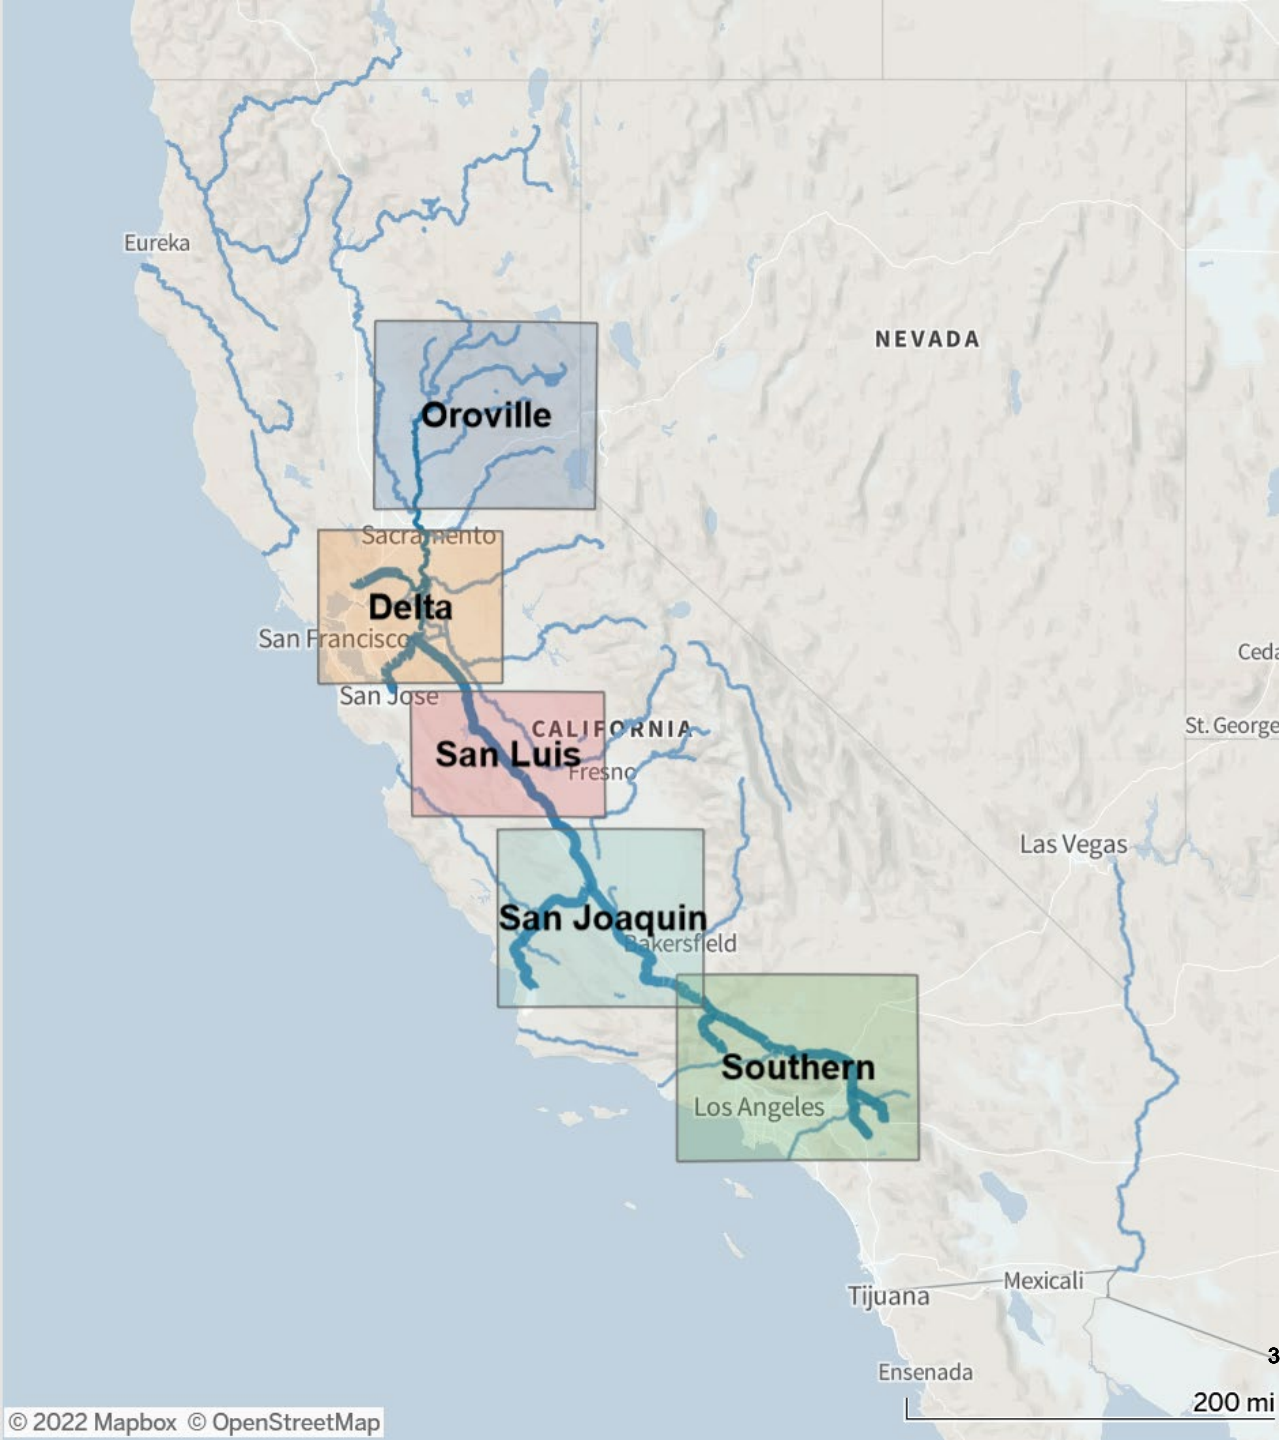 Eureka
NEVADA
Oroville
Sacramento
Delta
San Francisco
San Jose
Ceda
St. George
CALIFORNIA
San Luis
Fresno
Las Vegas
San Joaquin
Bakersfield
Southern
Los Angeles
Mexicali
Tijuana
Ensenada
3
200 mi
© 2022 Mapbox © OpenStreetMap